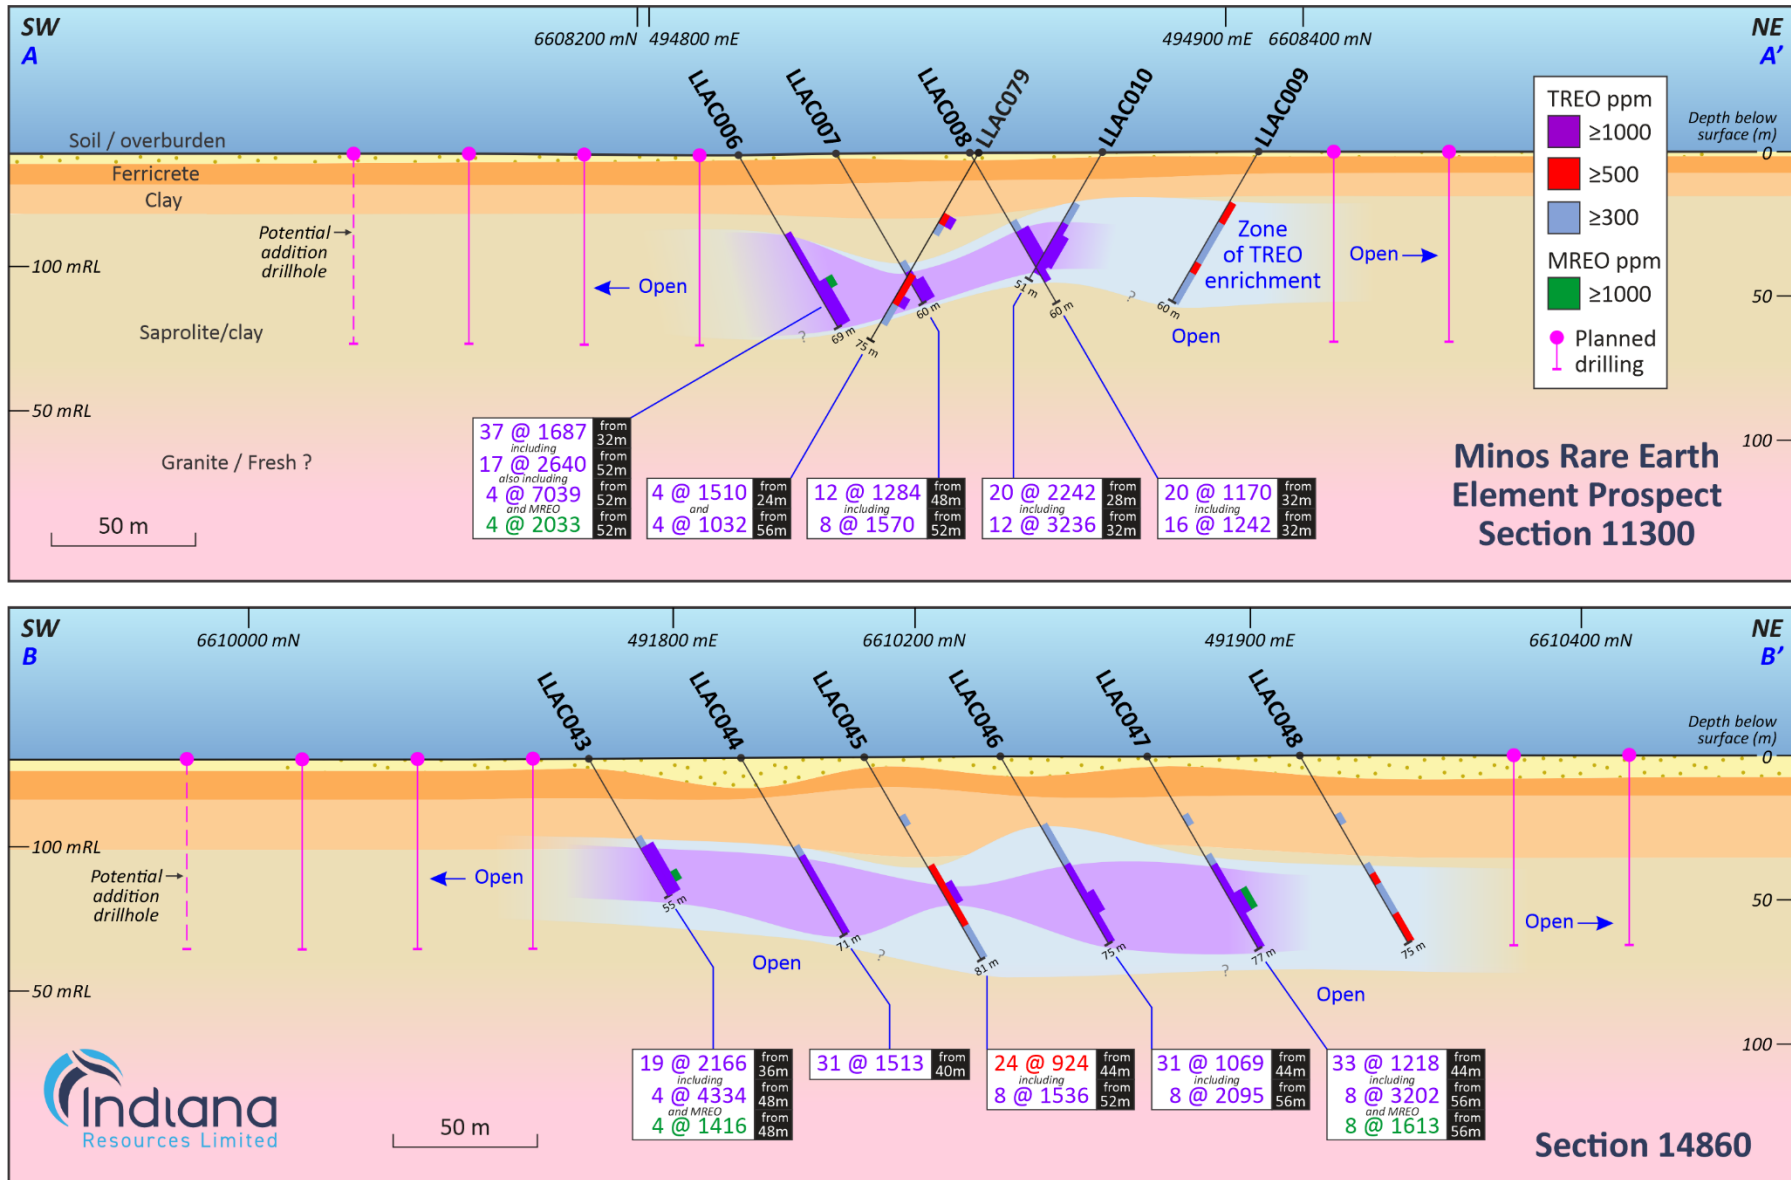 SW
A
6608200 mN
494800 mE
494900 mE
6608400 mN
NE
A’
LLAC006
LLAC007
LLAC008
LLAC079
LLAC010
LLAC009
TREO ppm
≥1000
≥500
≥300
MREO ppm
≥1000
Planned
drilling
Depth below
surface (m)
0
50
100
Soil / overburden
Ferricrete
Clay
Potential
addition
drillhole
100 mRL
Saprolite/clay
50 mRL
Granite / Fresh ?
50 m
Open
Zone
of TREO
enrichment
Open
Open
?
?
69 m
75 m
60 m
51 m
60 m
60 m
37 @ 1687 from 32m
including
17 @ 2640 from 52m
also including
4 @ 7039 from 52m
and MREO
4 @ 2033 from 52m
4 @ 1510 from 24m
and
4 @ 1032 from 56m
12 @ 1284 from 48m
including
8 @ 1570 from 52m
20 @ 2242 from 28m
including
12 @ 3236 from 32m
20 @ 1170 from 32m
including
16 @ 1242 from 32m
Minos Rare Earth
Element Prospect
Section 11300
SW
B
6610000 mN
491800 mE
6610200 mN
491900 mE
6610400 mN
NE
B’
LLAC043
LLAC044
LLAC045
LLAC046
LLAC047
LLAC048
Depth below
surface (m)
0
50
100
100 mRL
Potential
addition
drillhole
50 mRL
Open
Open
Open
Open
?
?
55 m
71 m
81 m
75 m
77 m
75 m
19 @ 2166 from 36m
including
4 @ 4334 from 48m
and MREO
4 @ 1416 from 48m
31 @ 1513 from 40m
24 @ 924 from 44m
including
8 @ 1536 from 52m
31 @ 1069 from 44m
including
8 @ 2095 from 56m
33 @ 1218 from 44m
including
8 @ 3202 from 56m
and MREO
8 @ 1613 from 56m
Indiana
Resources Limited
50 m
Section 14860